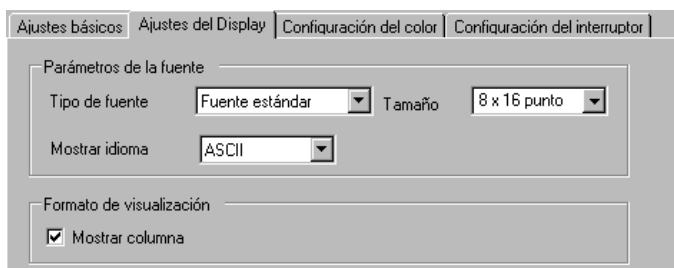 Ajustes básicos Ajustes del Display Configuración del color Configuración del interruptor
Parámetros de la fuente
Tipo de fuente Fuente estándar Tamaño 8 x 16 punto
Mostrar idioma ASCII
Formato de visualización
Mostrar columna